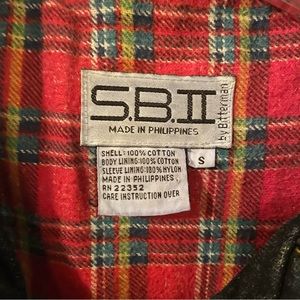 S.B.II
by Bitterman
MADE IN PHILIPPINES
SHELL: 100% COTTON
BODY LINING: 100% COTTON
SLEEVE LINING: 100% NYLON
MADE IN PHILIPPINES
RN 22352
CARE INSTRUCTION OVER
S